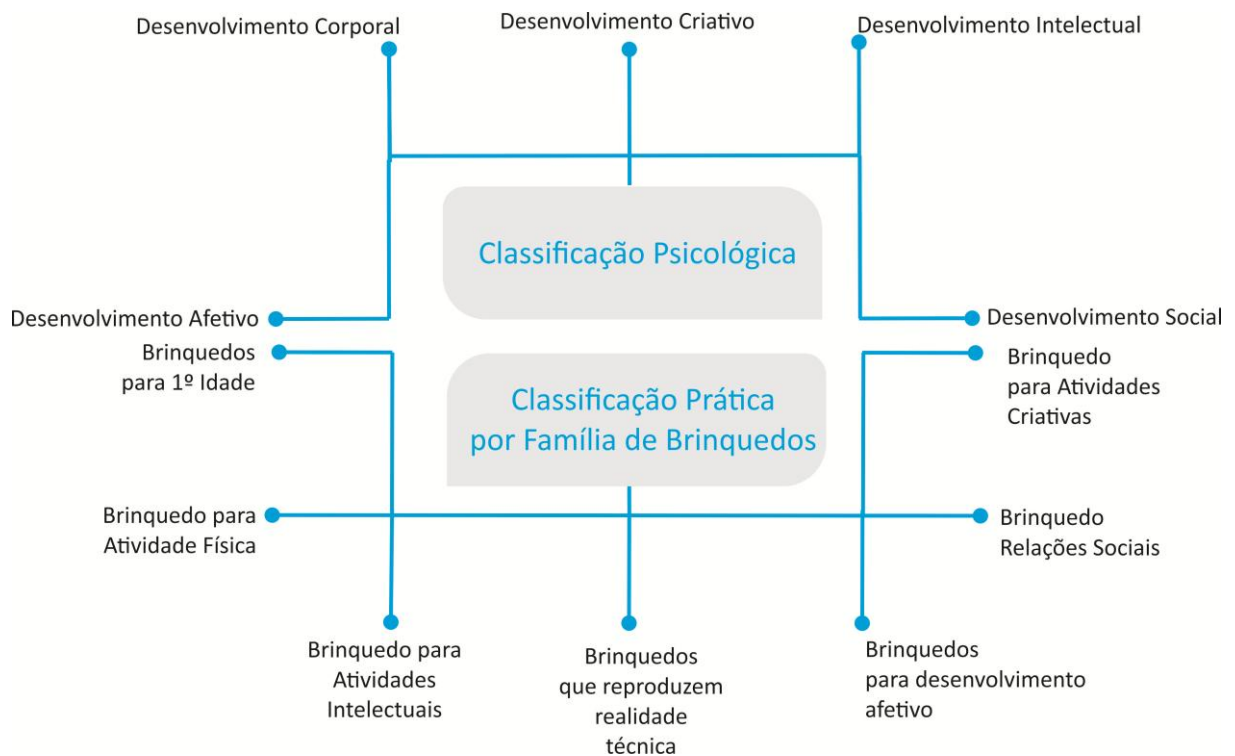 Desenvolvimento Corporal
Desenvolvimento Criativo
Desenvolvimento Intelectual
Classificação Psicológica
Desenvolvimento Afetivo
Desenvolvimento Social
Brinquedos
para 1º Idade
Classificação Prática
por Família de Brinquedos
Brinquedo
para Atividades
Criativas
Brinquedo para
Atividade Física
Brinquedo
Relações Sociais
Brinquedo para
Atividades
Intelectuais
Brinquedos
que reproduzem
realidade
técnica
Brinquedos
para desenvolvimento
afetivo